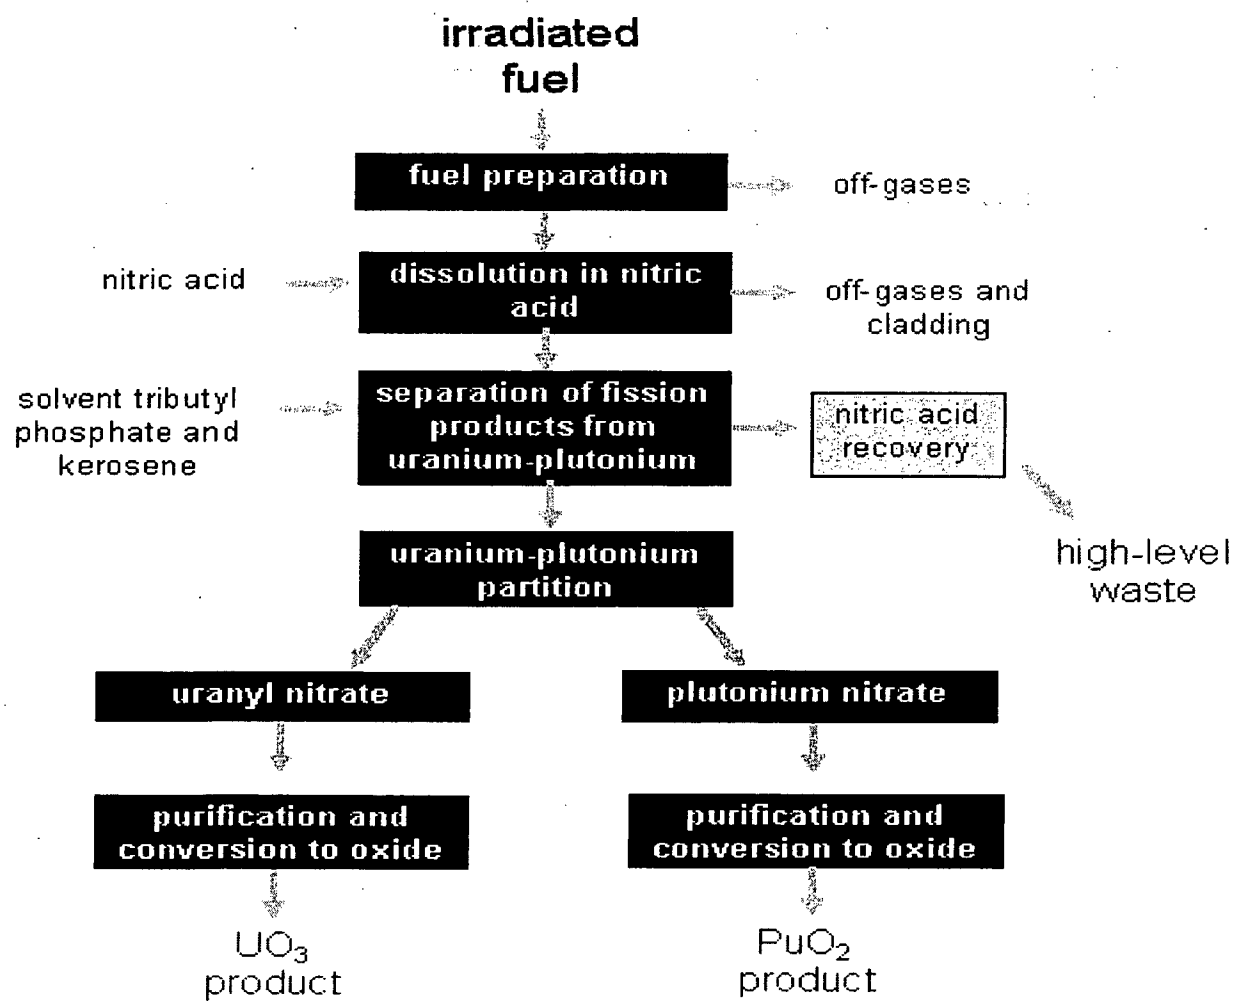 irradiated
fuel
fuel preparation
off-gases
nitric acid
dissolution in nitric
acid
off-gases and
cladding
solvent tributyl
phosphate and
kerosene
separation of fission
products from
uranium-plutonium
nitric acid
recovery
high-level
waste
uranium-plutonium
partition
uranyl nitrate
plutonium nitrate
purification and
conversion to oxide
purification and
conversion to oxide
UO₃
product
PuO₂
product